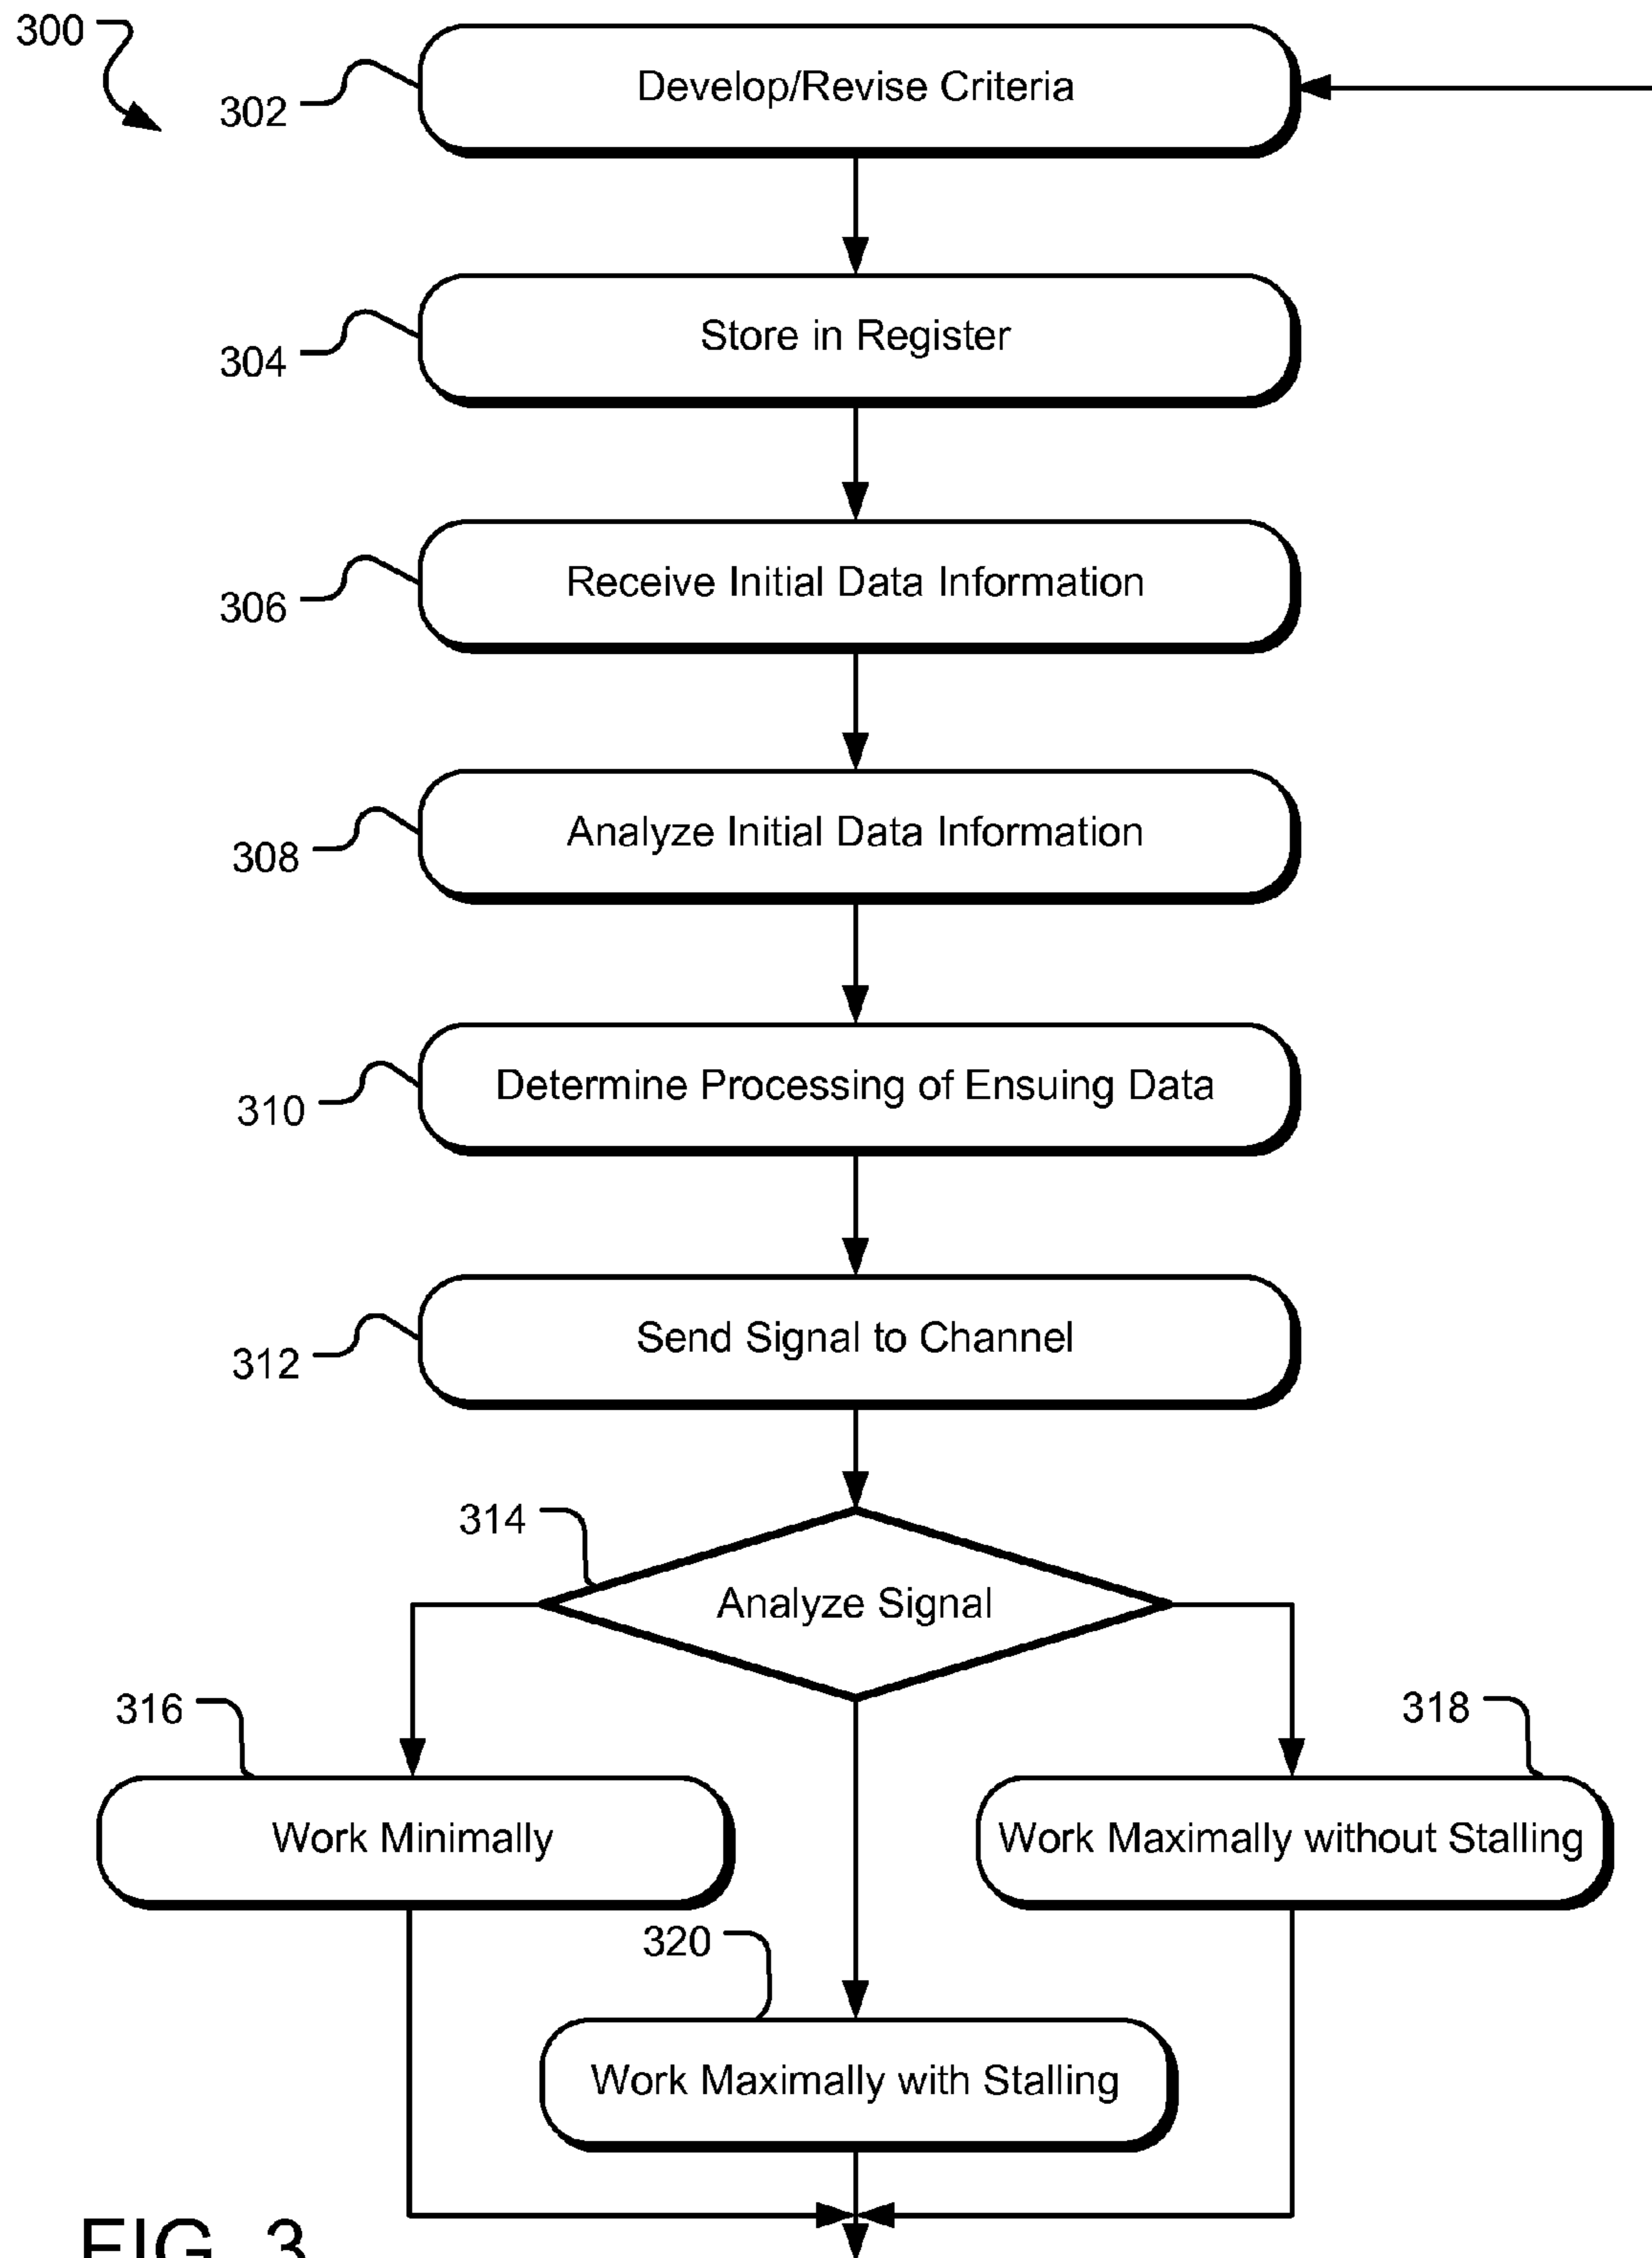 300
302
Develop/Revise Criteria
304
Store in Register
306
Receive Initial Data Information
308
Analyze Initial Data Information
310
Determine Processing of Ensuing Data
312
Send Signal to Channel
314
Analyze Signal
316
Work Minimally
318
Work Maximally without Stalling
320
Work Maximally with Stalling
FIG. 3